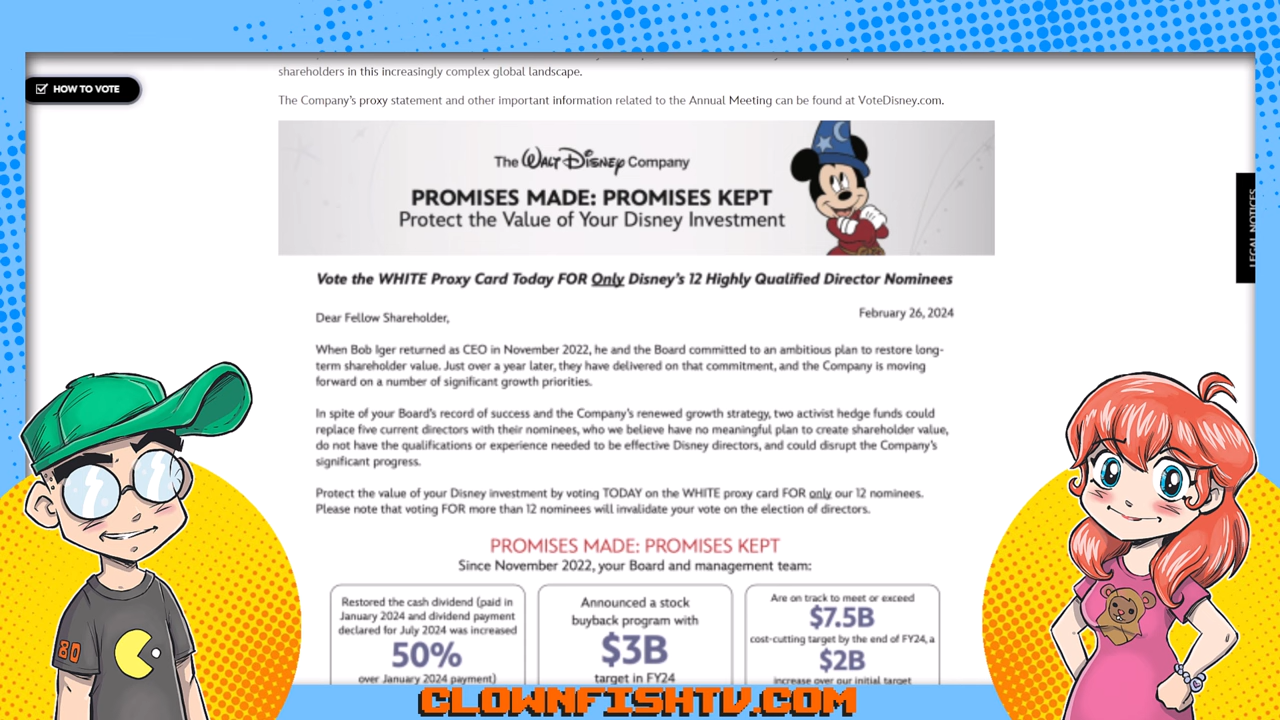 shareholders in this increasingly complex global landscape.
HOW TO VOTE
The Company's proxy statement and other important information related to the Annual Meeting can be found at VoteDisney.com.
The WALT DISNEY Company
PROMISES MADE: PROMISES KEPT
Protect the Value of Your Disney Investment
LEGAL NOTICES
Vote the WHITE Proxy Card Today FOR Only Disney's 12 Highly Qualified Director Nominees
February 26, 2024
Dear Fellow Shareholder,
When Bob Iger returned as CEO in November 2022, he and the Board committed to an ambitious plan to restore long-
term shareholder value. Just over a year later, they have delivered on that commitment, and the Company is moving
forward on a number of significant growth priorities.
In spite of your Board's record of success and the Company's renewed growth strategy, two activist hedge funds could
replace five current directors with their nominees, who we believe have no meaningful plan to create shareholder value,
do not have the qualifications or experience needed to be effective Disney directors, and could disrupt the Company's
significant progress.
Protect the value of your Disney investment by voting TODAY on the WHITE proxy card FOR only our 12 nominees.
Please note that voting FOR more than 12 nominees will invalidate your vote on the election of directors.
PROMISES MADE: PROMISES KEPT
Since November 2022, your Board and management team:
Restored the cash dividend (paid in
January 2024 and dividend payment
declared for July 2024 was increased
50%
over January 2024 payment)
Announced a stock
buyback program with
$3B
target in FY24
Are on track to meet or exceed
$7.5B
cost-cutting target by the end of FY24, a
$2B
increase over our initial target
80
CLOWNFISHTV.COM